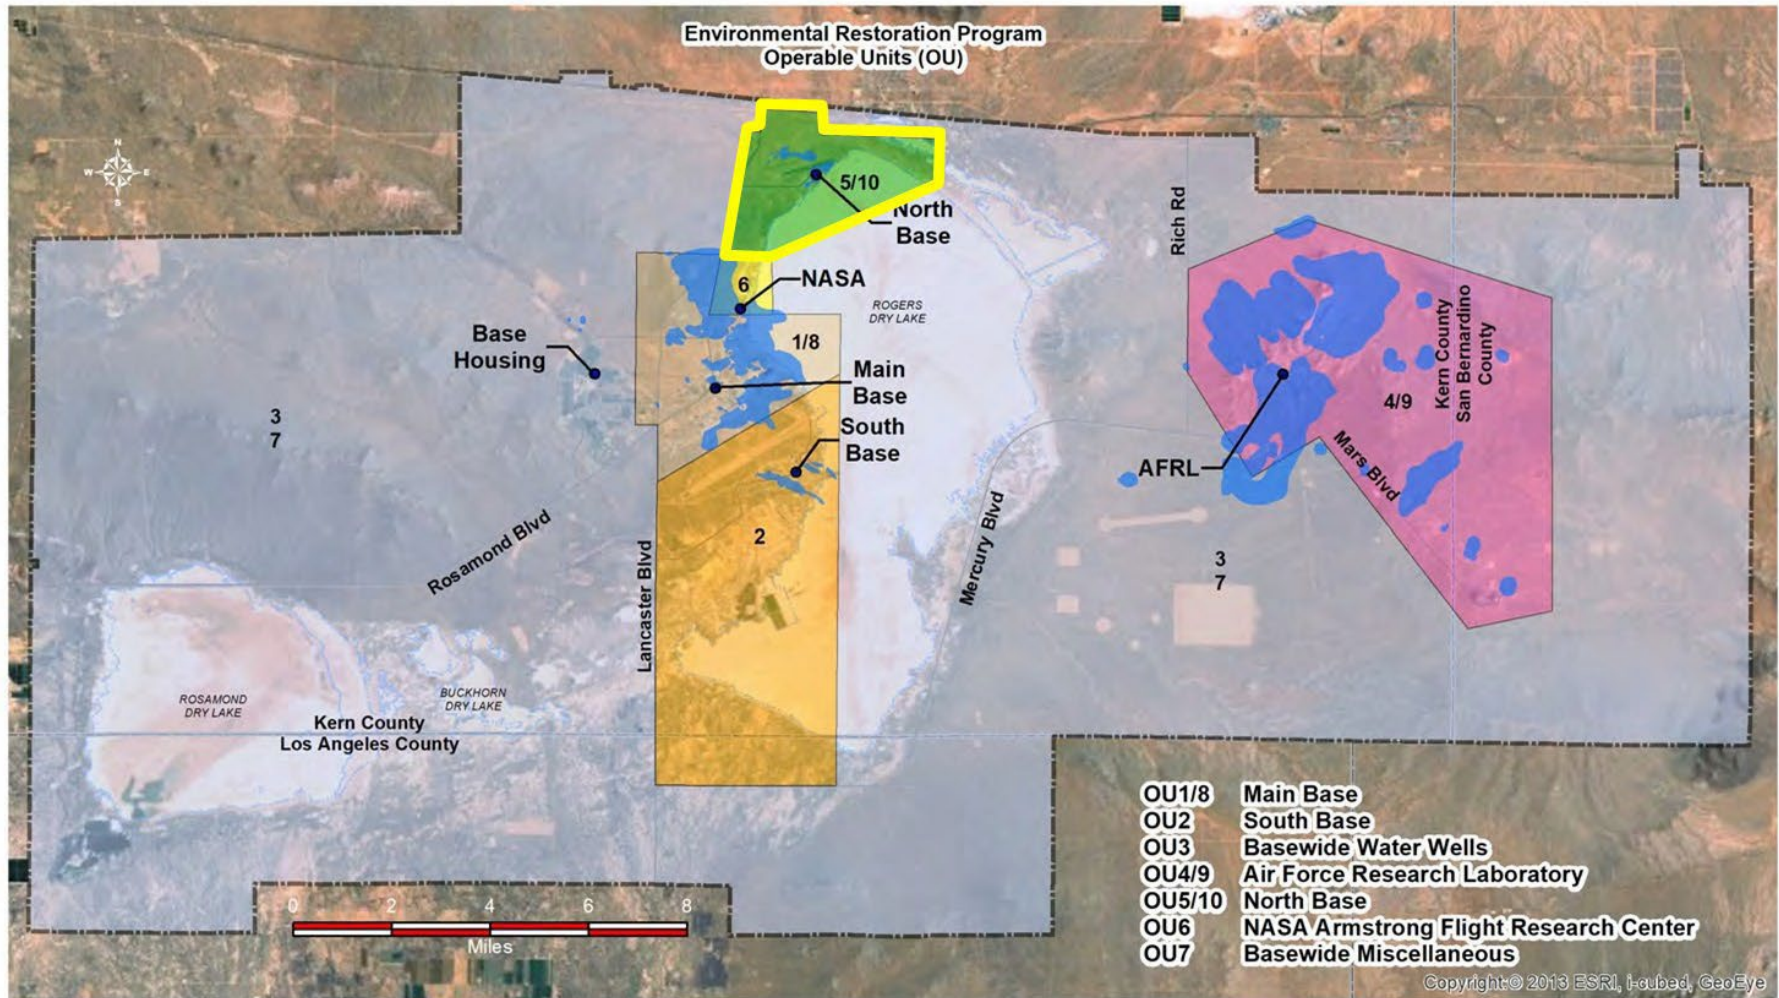 Environmental Restoration Program
Operable Units (OU)
N
W
E
S
5/10
North
Base
Rich Rd
6
NASA
ROGERS
DRY LAKE
Base
Housing
1/8
Main
Base
Kern County
San Bernardino
County
4/9
3
7
South
Base
AFRL
Mars Blvd
Rosamond Blvd
Lancaster Blvd
2
Mercury Blvd
3
7
ROSAMOND
DRY LAKE
BUCKHORN
DRY LAKE
Kern County
Los Angeles County
0 2 4 6 8
Miles
OU1/8 Main Base
OU2 South Base
OU3 Basewide Water Wells
OU4/9 Air Force Research Laboratory
OU5/10 North Base
OU6 NASA Armstrong Flight Research Center
OU7 Basewide Miscellaneous
Copyright:© 2013 ESRI, i-cubed, GeoEye